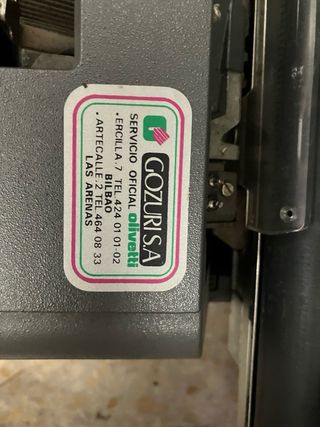 GOZURI S.A
SERVICIO OFICIAL olivetti
· ERCILLA. 7 TEL 424 01 01-02
BILBAO
· ARTECALLE. 2 TEL 464 08 33
LAS ARENAS